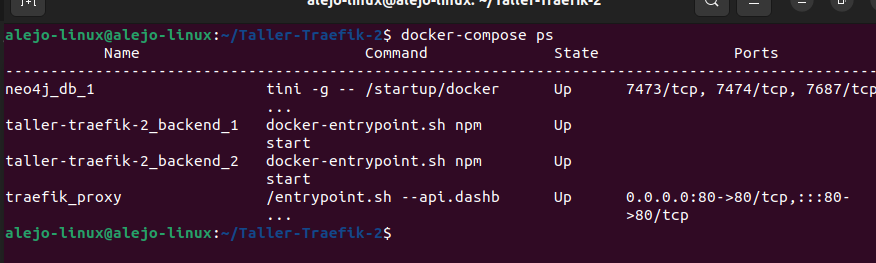 alejo-linux@alejo-linux: ~/Taller-Traefik-2
alejo-linux@alejo-linux:~/Taller-Traefik-2$ docker-compose ps
Name Command State Ports
--------------------------------------------------------------------------------------------------------------
neo4j_db_1 tini -g -- /startup/docker Up 7473/tcp, 7474/tcp, 7687/tcp
...
taller-traefik-2_backend_1 docker-entrypoint.sh npm Up
start
taller-traefik-2_backend_2 docker-entrypoint.sh npm Up
start
traefik_proxy /entrypoint.sh --api.dashb Up 0.0.0.0:80->80/tcp,:::80-
... >80/tcp
alejo-linux@alejo-linux:~/Taller-Traefik-2$